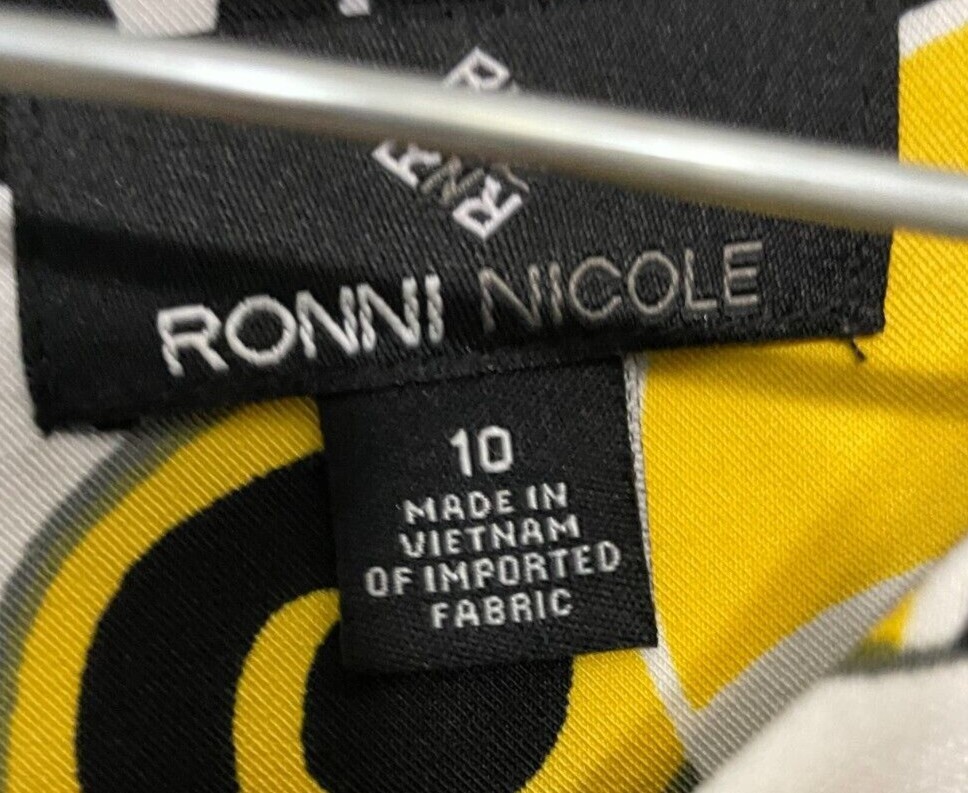 RONNI NICOLE
10
MADE IN
VIETNAM
OF IMPORTED
FABRIC